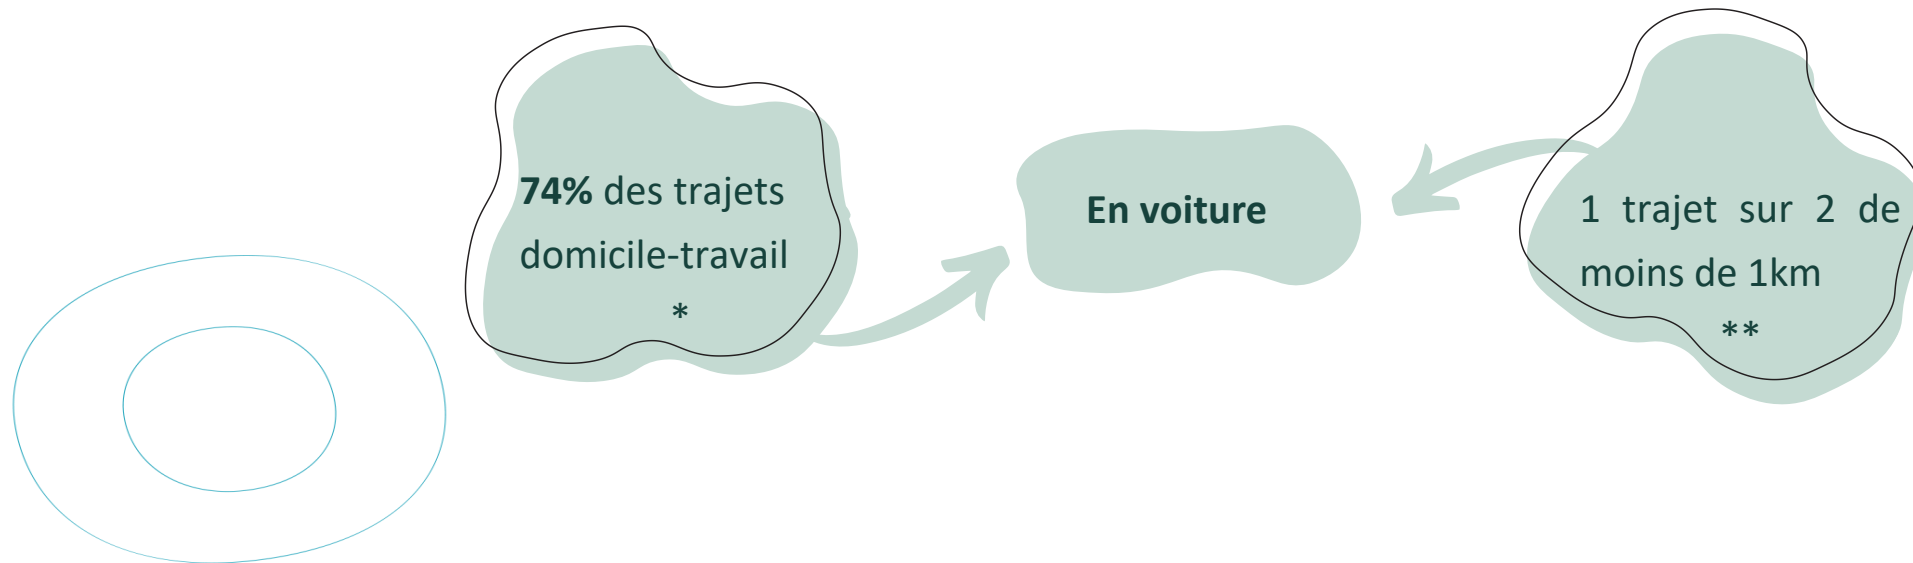 74% des trajets
domicile-travail
*
En voiture
1 trajet sur 2 de
moins de 1km
**